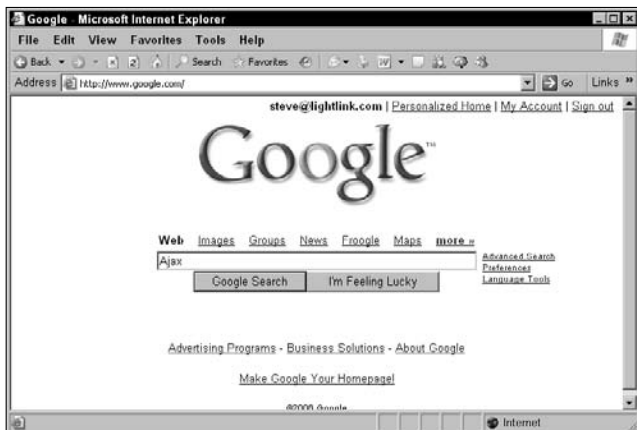 Google - Microsoft Internet Explorer
File Edit View Favorites Tools Help
Back Search Favorites
Address http://www.google.com/ Go Links »
steve@lightlink.com | Personalized Home | My Account | Sign out
Google™
Web Images Groups News Froogle Maps more »
Ajax
Advanced Search
Preferences
Language Tools
Google Search I'm Feeling Lucky
Advertising Programs - Business Solutions - About Google
Make Google Your Homepage!
Google
Internet